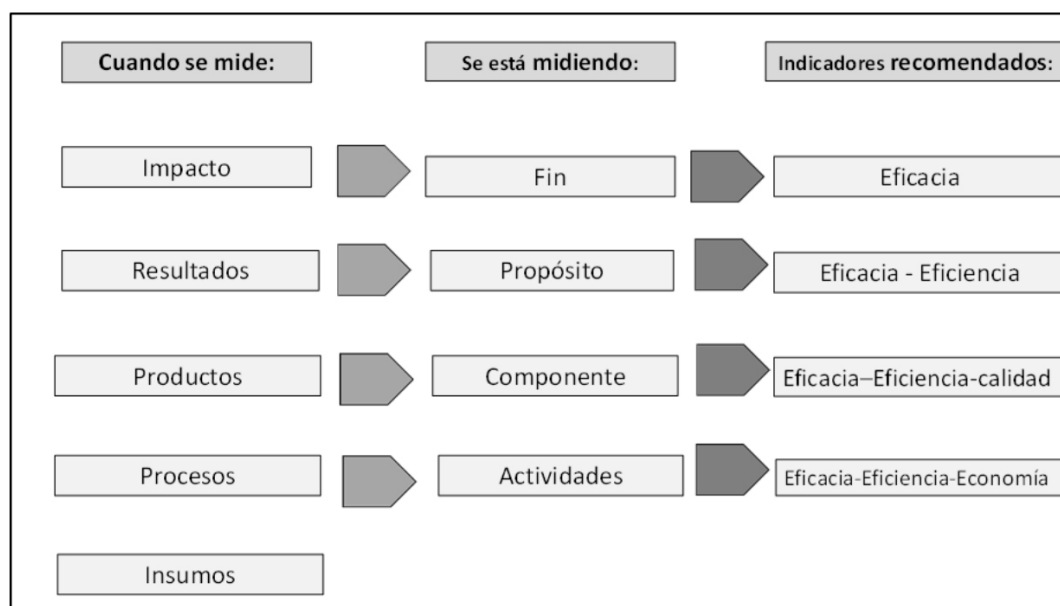 Cuando se mide:
Se está midiendo:
Indicadores recomendados:
Impacto
Fin
Eficacia
Resultados
Propósito
Eficacia - Eficiencia
Productos
Componente
Eficacia–Eficiencia-calidad
Procesos
Actividades
Eficacia-Eficiencia-Economía
Insumos